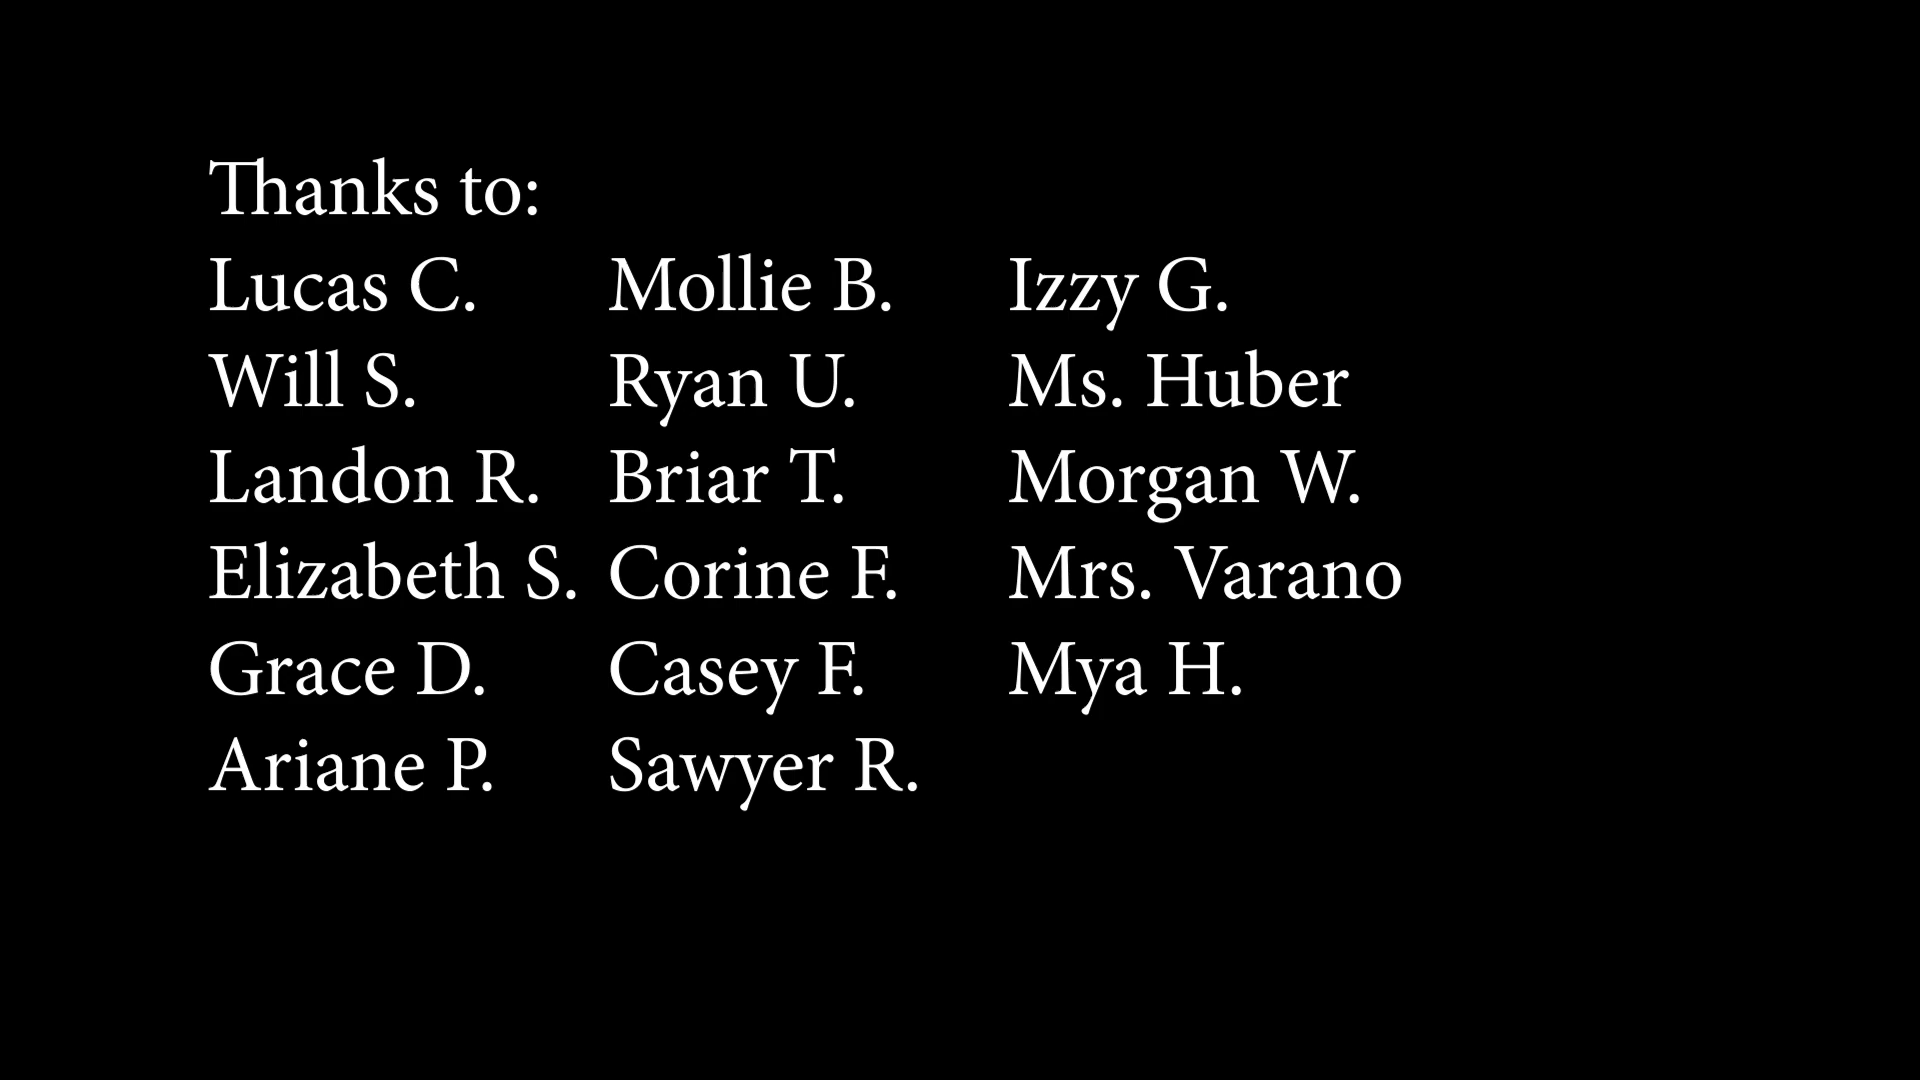 Thanks to:
Lucas C. Mollie B. Izzy G.
Will S. Ryan U. Ms. Huber
Landon R. Briar T. Morgan W.
Elizabeth S. Corine F. Mrs. Varano
Grace D. Casey F. Mya H.
Ariane P. Sawyer R.